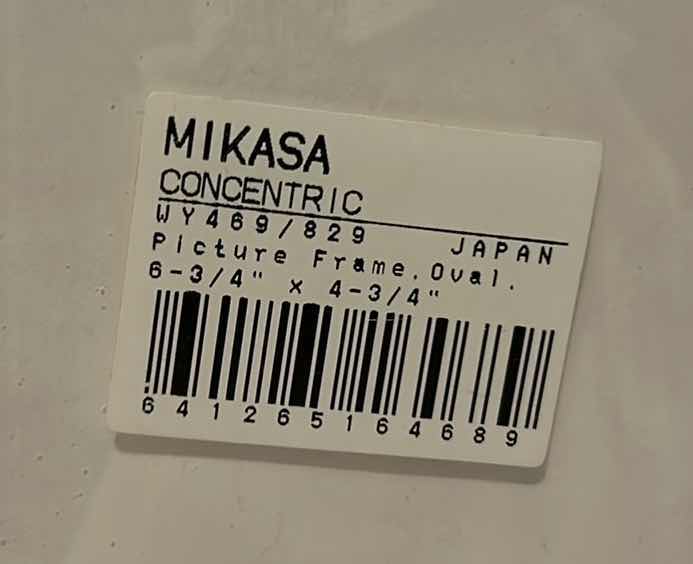 MIKASA
CONCENTRIC
WY469/829 JAPAN
Picture Frame,Oval.
6-3/4" x 4-3/4"
641265164689